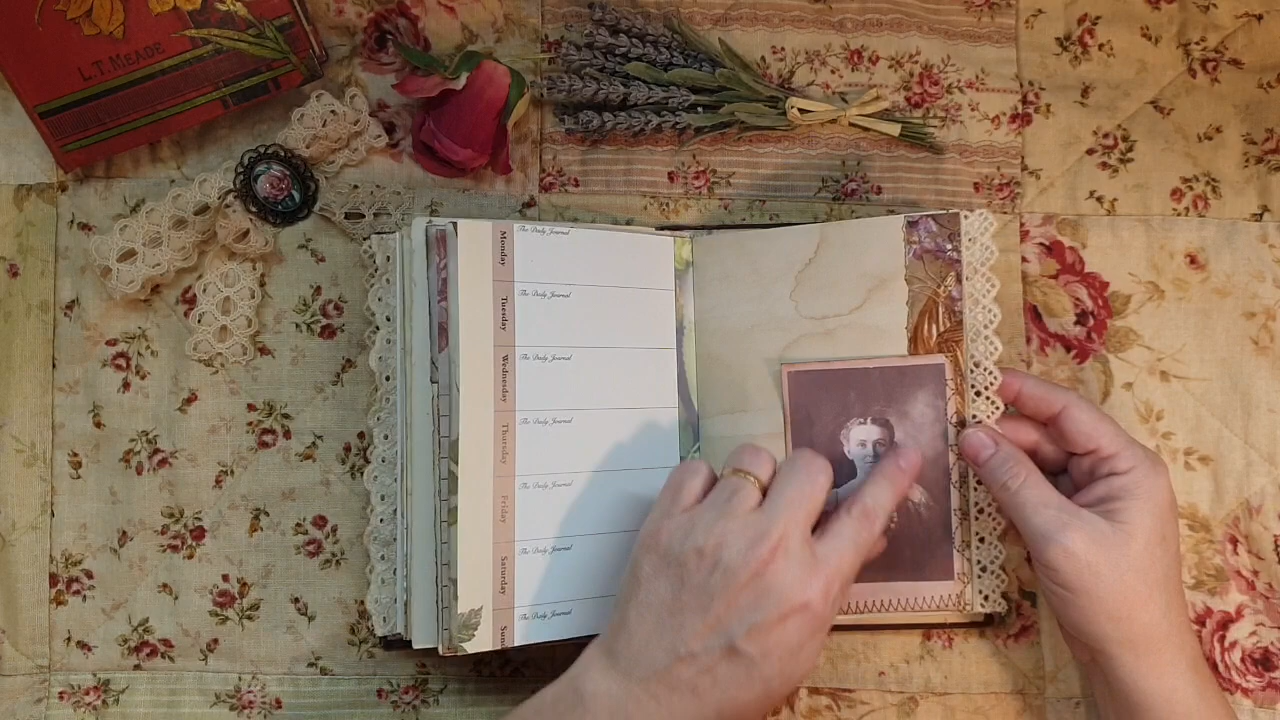 L.T. MEADE
Monday
The Daily Journal
Tuesday
The Daily Journal
Wednesday
The Daily Journal
Thursday
The Daily Journal
Friday
The Daily Journal
Saturday
The Daily Journal
Sun
The Daily Journal